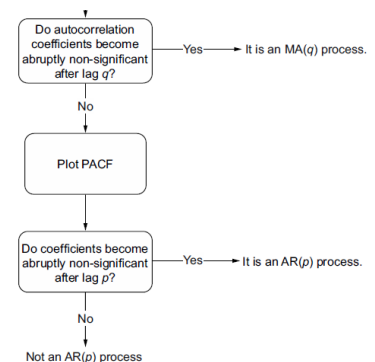 Do autocorrelation
coefficients become
abruptly non-significant
after lag q?
Yes
It is an MA(q) process.
No
Plot PACF
Do coefficients become
abruptly non-significant
after lag p?
Yes
It is an AR(p) process.
No
Not an AR(p) process